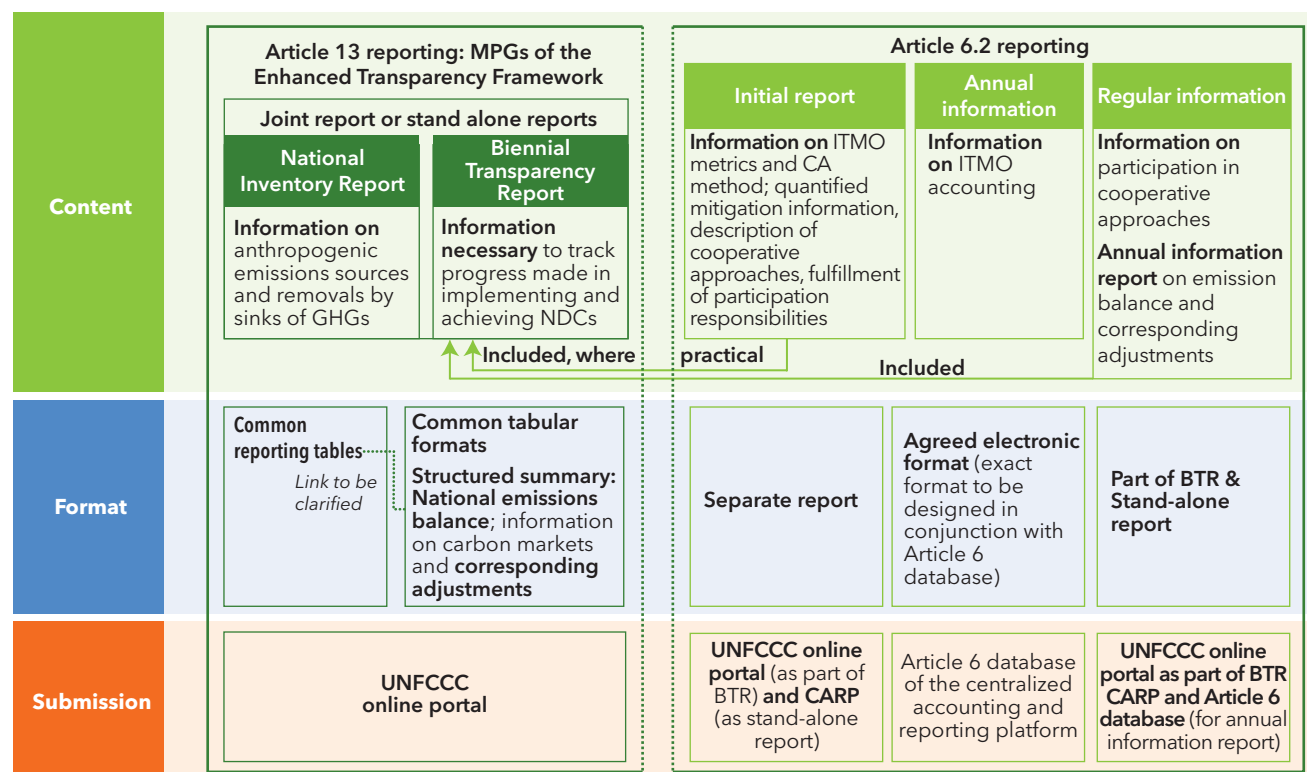 Content
Article 13 reporting: MPGs of the
Enhanced Transparency Framework
Joint report or stand alone reports
National
Inventory Report
Information on
anthropogenic
emissions sources
and removals by
sinks of GHGs
Biennial
Transparency
Report
Information
necessary to track
progress made in
implementing and
achieving NDCs
Article 6.2 reporting
Initial report
Information on ITMO
metrics and CA
method; quantified
mitigation information,
description of
cooperative
approaches, fulfillment
of participation
responsibilities
Annual
information
Information
on ITMO
accounting
Regular information
Information on
participation in
cooperative
approaches
Annual information
report on emission
balance and
corresponding
adjustments
Included, where practical
Included
Format
Common
reporting tables
Link to be
clarified
Common tabular
formats
Structured summary:
National emissions
balance; information
on carbon markets
and corresponding
adjustments
Separate report
Agreed electronic
format (exact
format to be
designed in
conjunction with
Article 6
database)
Part of BTR &
Stand-alone
report
Submission
UNFCCC
online portal
UNFCCC online
portal (as part of
BTR) and CARP
(as stand-alone
report)
Article 6 database
of the centralized
accounting and
reporting platform
UNFCCC online
portal as part of BTR
CARP and Article 6
database (for annual
information report)